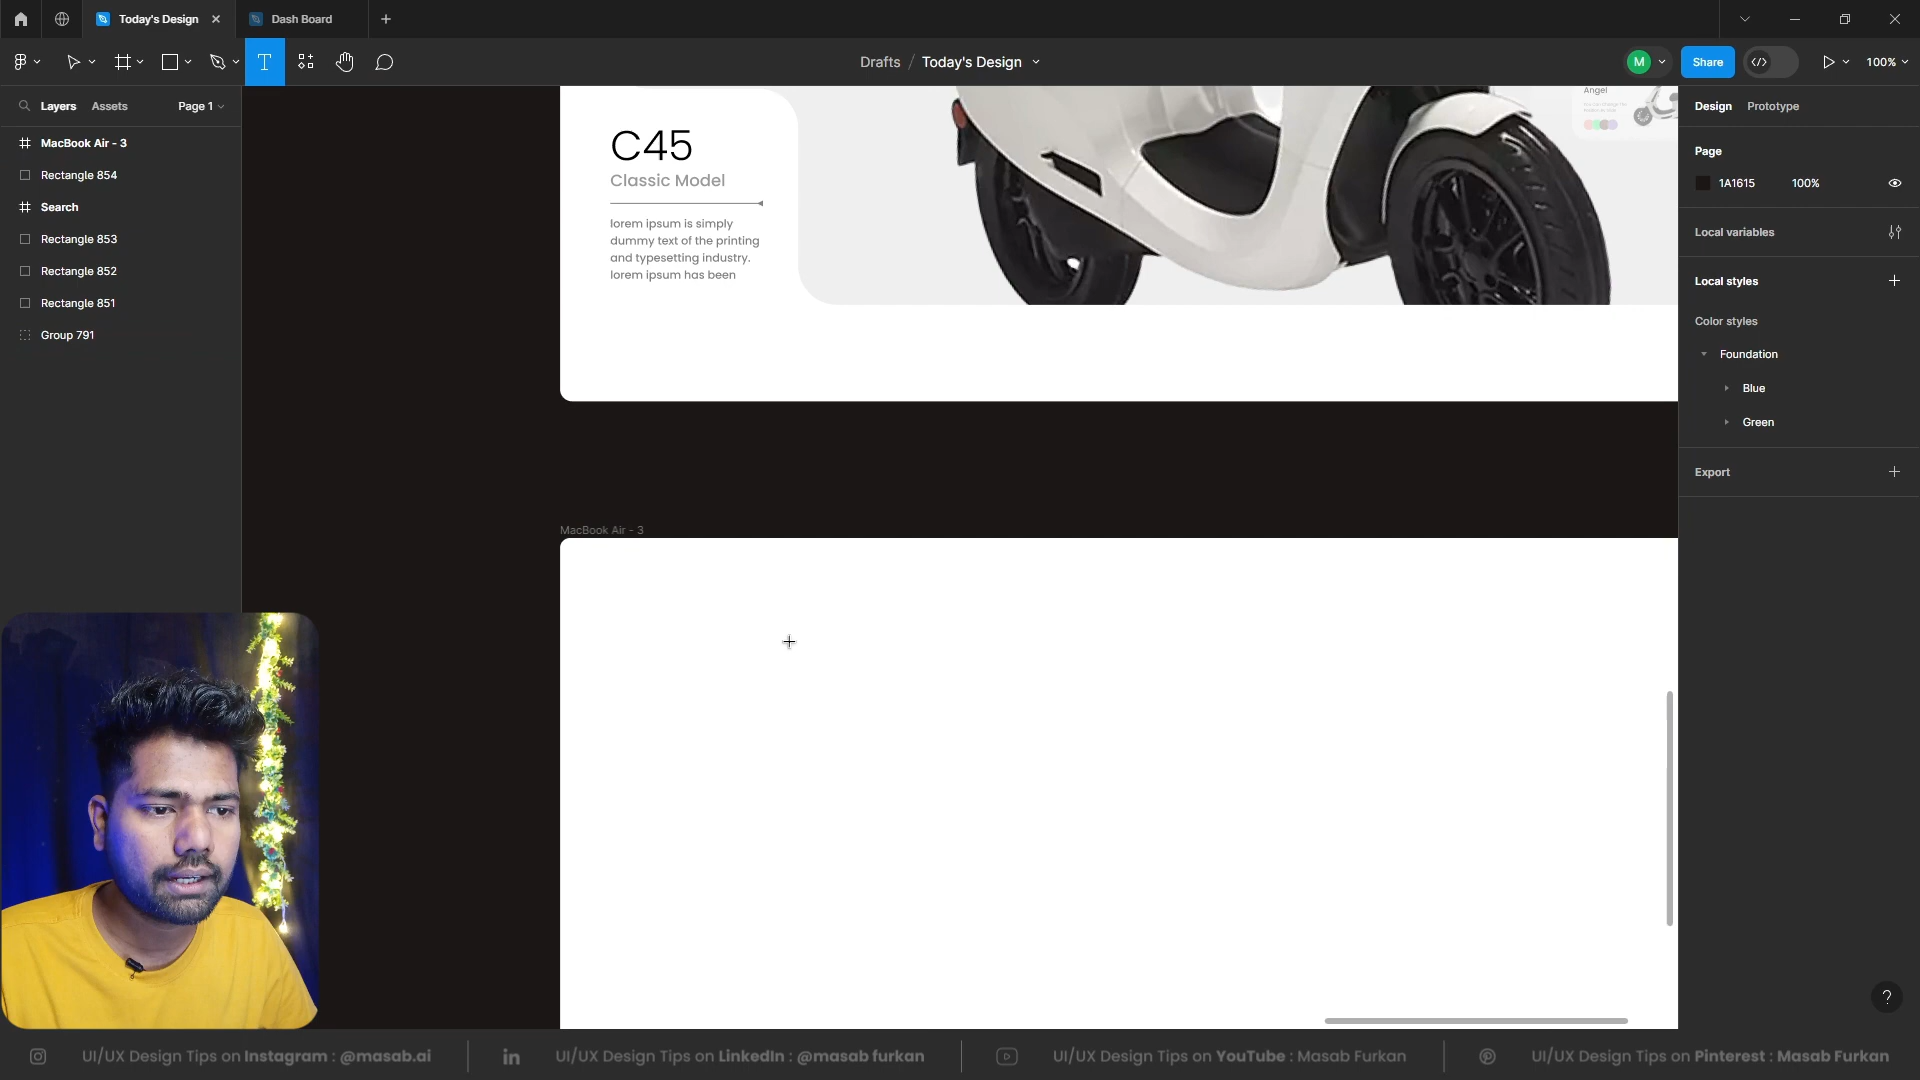 Today's Design
Dash Board
Drafts / Today's Design
M
Share
100%
Layers
Assets
Page 1
MacBook Air - 3
Rectangle 854
Search
Rectangle 853
Rectangle 852
Rectangle 851
Group 791
C45
Classic Model
lorem ipsum is simply
dummy text of the printing
and typesetting industry.
lorem ipsum has been
Angel
MacBook Air - 3
Design
Prototype
Page
1A1615
100%
Local variables
Local styles
Color styles
Foundation
Blue
Green
Export
?
UI/UX Design Tips on Instagram : @masab.ai
UI/UX Design Tips on LinkedIn : @masab furkan
UI/UX Design Tips on YouTube : Masab Furkan
UI/UX Design Tips on Pinterest : Masab Furkan